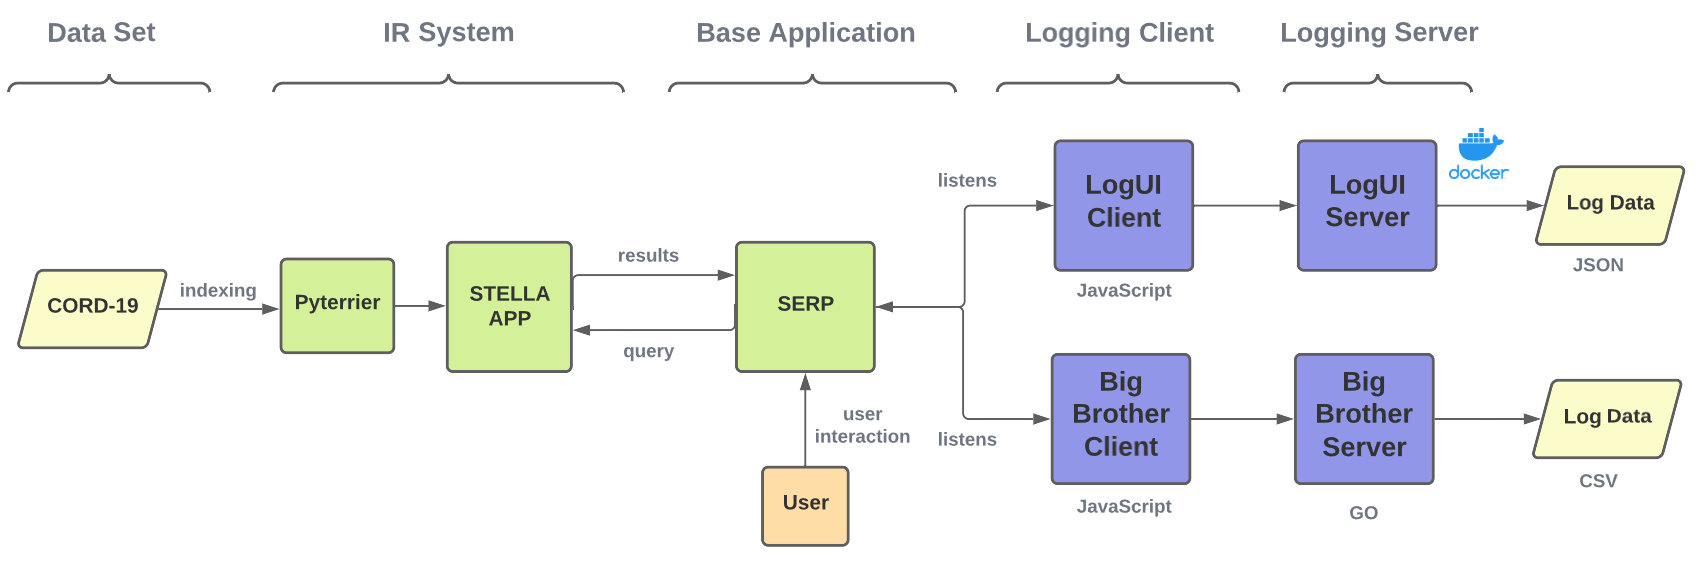 Data Set
IR System
Base Application
Logging Client
Logging Server
CORD-19
indexing
Pyterrier
STELLA
APP
results
query
SERP
user
interaction
User
listens
LogUI
Client
JavaScript
LogUI
Server
docker
Log Data
JSON
listens
Big
Brother
Client
JavaScript
Big
Brother
Server
GO
Log Data
CSV